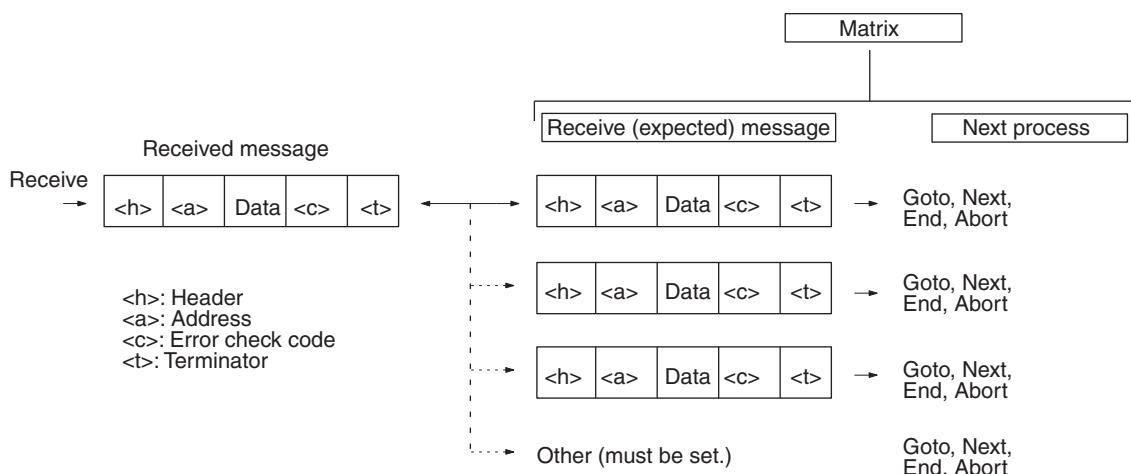 Matrix
Receive (expected) message
Next process
Received message
Receive
<h> <a> Data <c> <t>
<h> <a> Data <c> <t>
Goto, Next,
End, Abort
<h>: Header
<a>: Address
<c>: Error check code
<t>: Terminator
<h> <a> Data <c> <t>
Goto, Next,
End, Abort
<h> <a> Data <c> <t>
Goto, Next,
End, Abort
Other (must be set.)
Goto, Next,
End, Abort